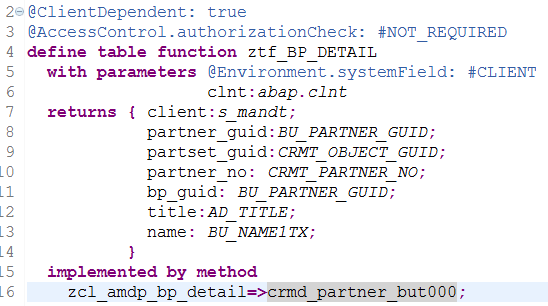 2 @ClientDependent: true
3 @AccessControl.authorizationCheck: #NOT_REQUIRED
4 define table function ztf_BP_DETAIL
5 with parameters @Environment.systemField: #CLIENT
6 clnt:abap.clnt
7 returns { client:s_mandt;
8 partner_guid:BU_PARTNER_GUID;
9 partset_guid:CRMT_OBJECT_GUID;
10 partner_no: CRMT_PARTNER_NO;
11 bp_guid: BU_PARTNER_GUID;
12 title:AD_TITLE;
13 name: BU_NAME1TX;
14 }
15 implemented by method
16 zcl_amdp_bp_detail=>crmd_partner_but000;